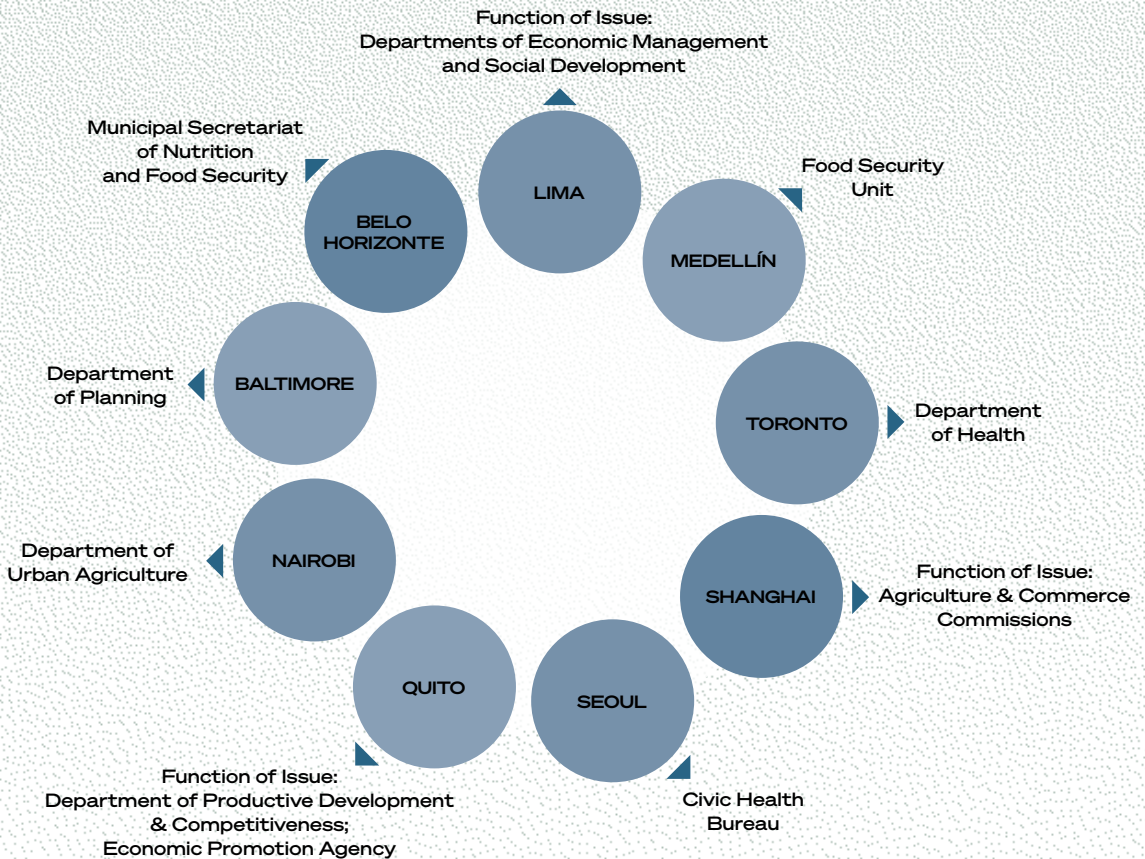 Function of Issue:
Departments of Economic Management
and Social Development
LIMA
Municipal Secretariat
of Nutrition
and Food Security
BELO
HORIZONTE
Food Security
Unit
MEDELLÍN
Department
of Planning
BALTIMORE
TORONTO
Department
of Health
Department of
Urban Agriculture
NAIROBI
SHANGHAI
Function of Issue:
Agriculture & Commerce
Commissions
QUITO
SEOUL
Function of Issue:
Department of Productive Development
& Competitiveness;
Economic Promotion Agency
Civic Health
Bureau